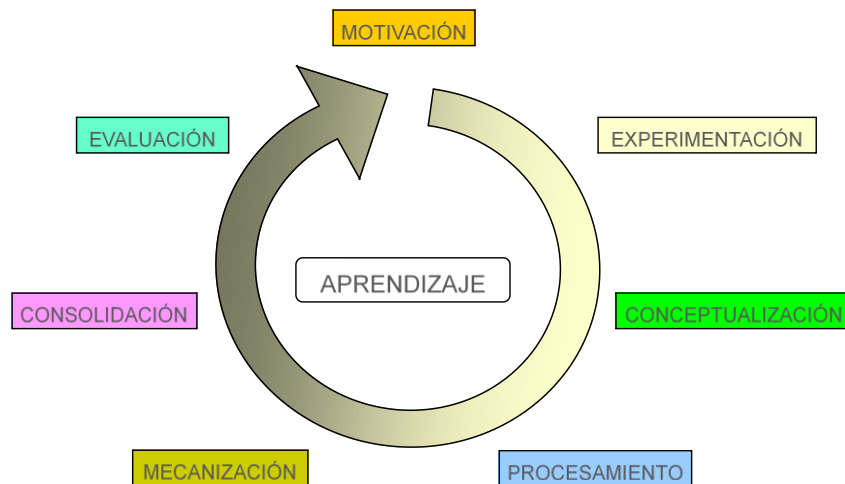 MOTIVACIÓN
EVALUACIÓN
EXPERIMENTACIÓN
APRENDIZAJE
CONSOLIDACIÓN
CONCEPTUALIZACIÓN
MECANIZACIÓN
PROCESAMIENTO